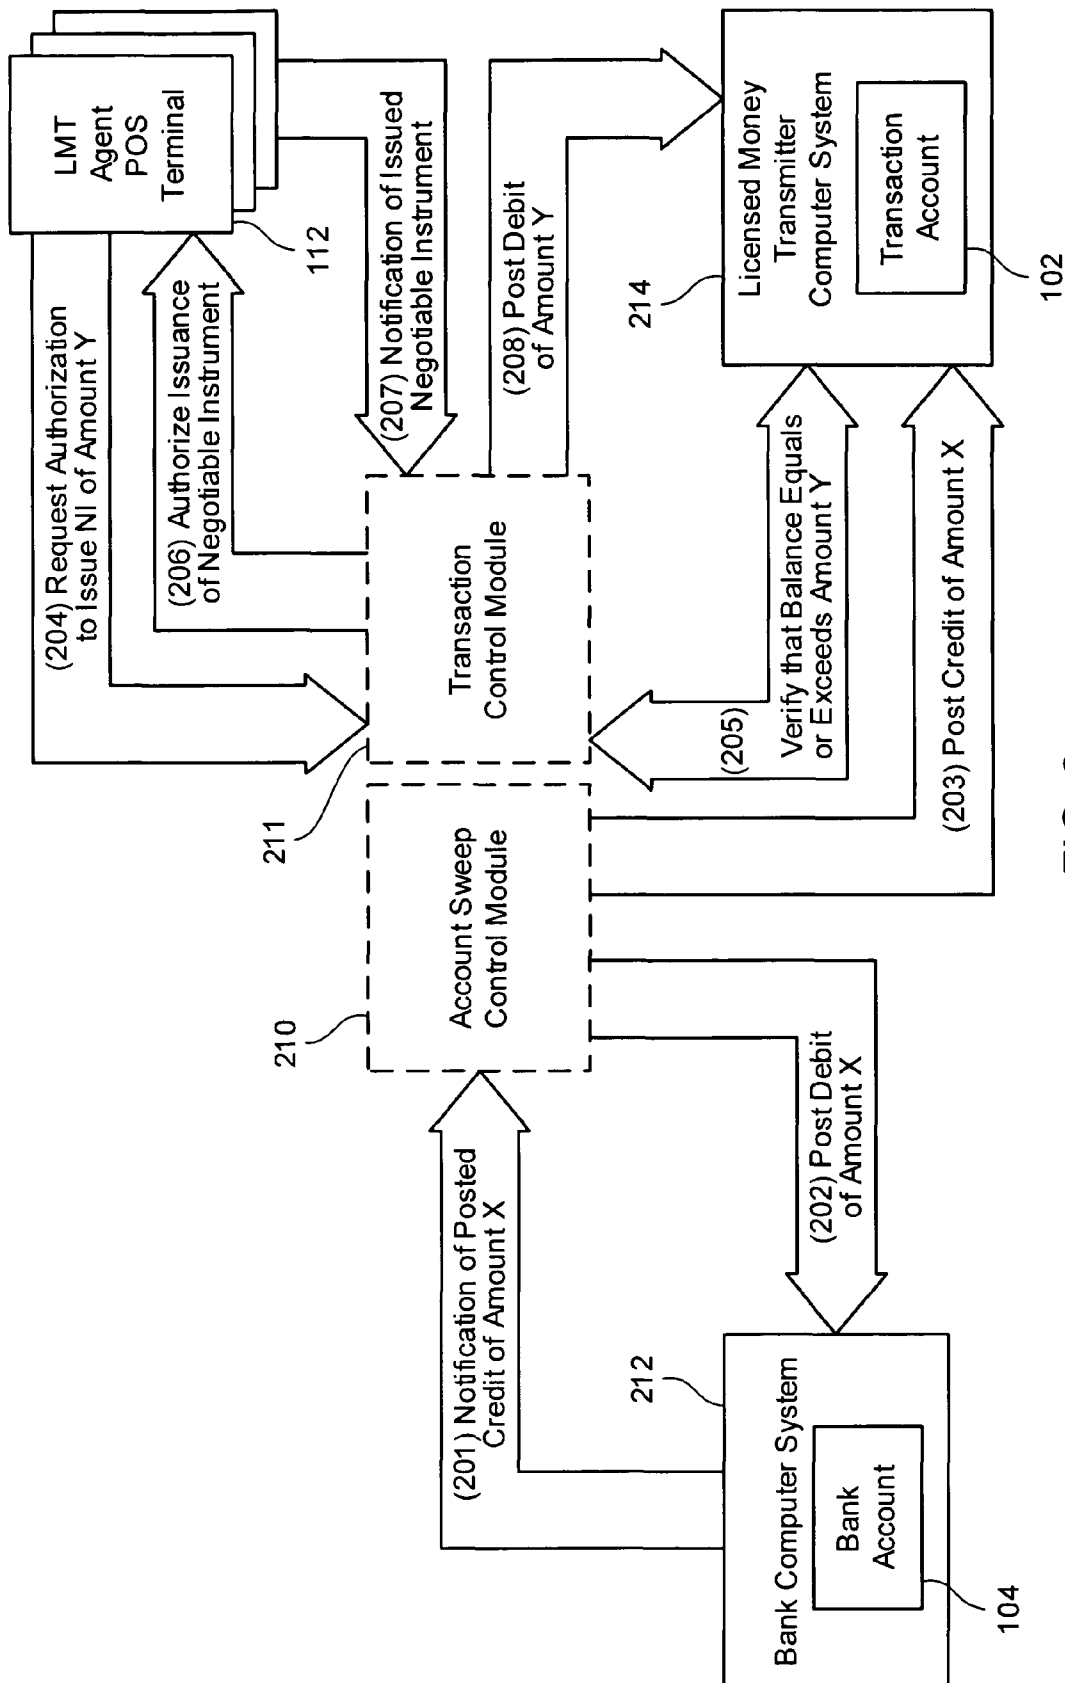 LMT
Agent
POS
Terminal
112
(204) Request Authorization
to Issue NI of Amount Y
(206) Authorize Issuance
of Negotiable Instrument
(207) Notification of Issued
Negotiable Instrument
(208) Post Debit
of Amount Y
Transaction
Control Module
211
Account Sweep
Control Module
210
(205)
Verify that Balance Equals
or Exceeds Amount Y
(203) Post Credit of Amount X
214
Licensed Money
Transmitter
Computer System
Transaction
Account
102
(201) Notification of Posted
Credit of Amount X
(202) Post Debit
of Amount X
212
Bank Computer System
Bank
Account
104